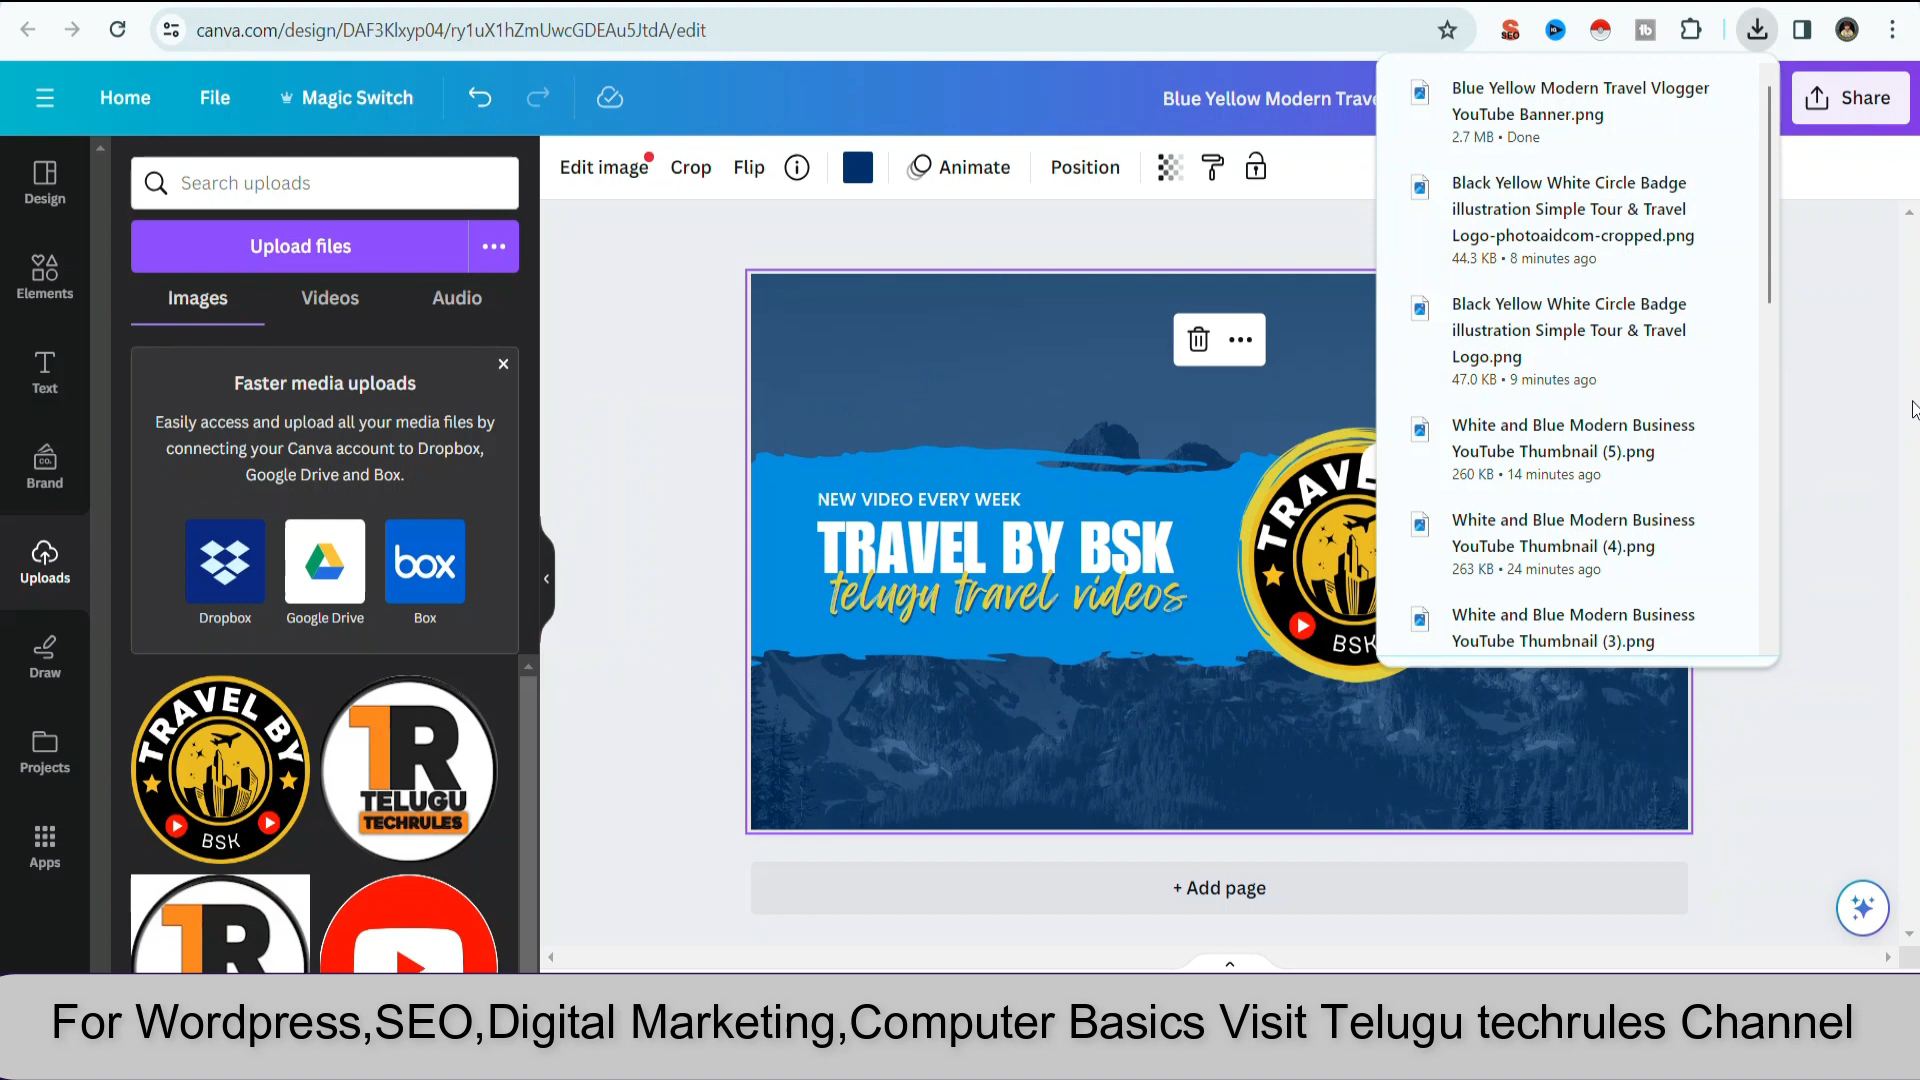 canva.com/design/DAF3Klxyp04/ry1uX1hZmUwcGDEAu5JtdA/edit
SEO
Home
File
Magic Switch
Blue Yellow Modern Trave
Share
Blue Yellow Modern Travel Vlogger
YouTube Banner.png
2.7 MB • Done
Black Yellow White Circle Badge
illustration Simple Tour & Travel
Logo-photoaidcom-cropped.png
44.3 KB • 8 minutes ago
Black Yellow White Circle Badge
illustration Simple Tour & Travel
Logo.png
47.0 KB • 9 minutes ago
White and Blue Modern Business
YouTube Thumbnail (5).png
260 KB • 14 minutes ago
White and Blue Modern Business
YouTube Thumbnail (4).png
263 KB • 24 minutes ago
White and Blue Modern Business
YouTube Thumbnail (3).png
Design
Elements
Text
CO.
Brand
Uploads
Draw
Projects
Apps
Search uploads
Upload files
Images
Videos
Audio
Faster media uploads
Easily access and upload all your media files by
connecting your Canva account to Dropbox,
Google Drive and Box.
box
Dropbox
Google Drive
Box
TRAVEL BY
BSK
TR
TELUGU
TECHRULES
R
Edit image
Crop
Flip
Animate
Position
NEW VIDEO EVERY WEEK
TRAVEL BY BSK
telugu travel videos
TRAVE
BSK
+ Add page
For Wordpress,SEO,Digital Marketing,Computer Basics Visit Telugu techrules Channel